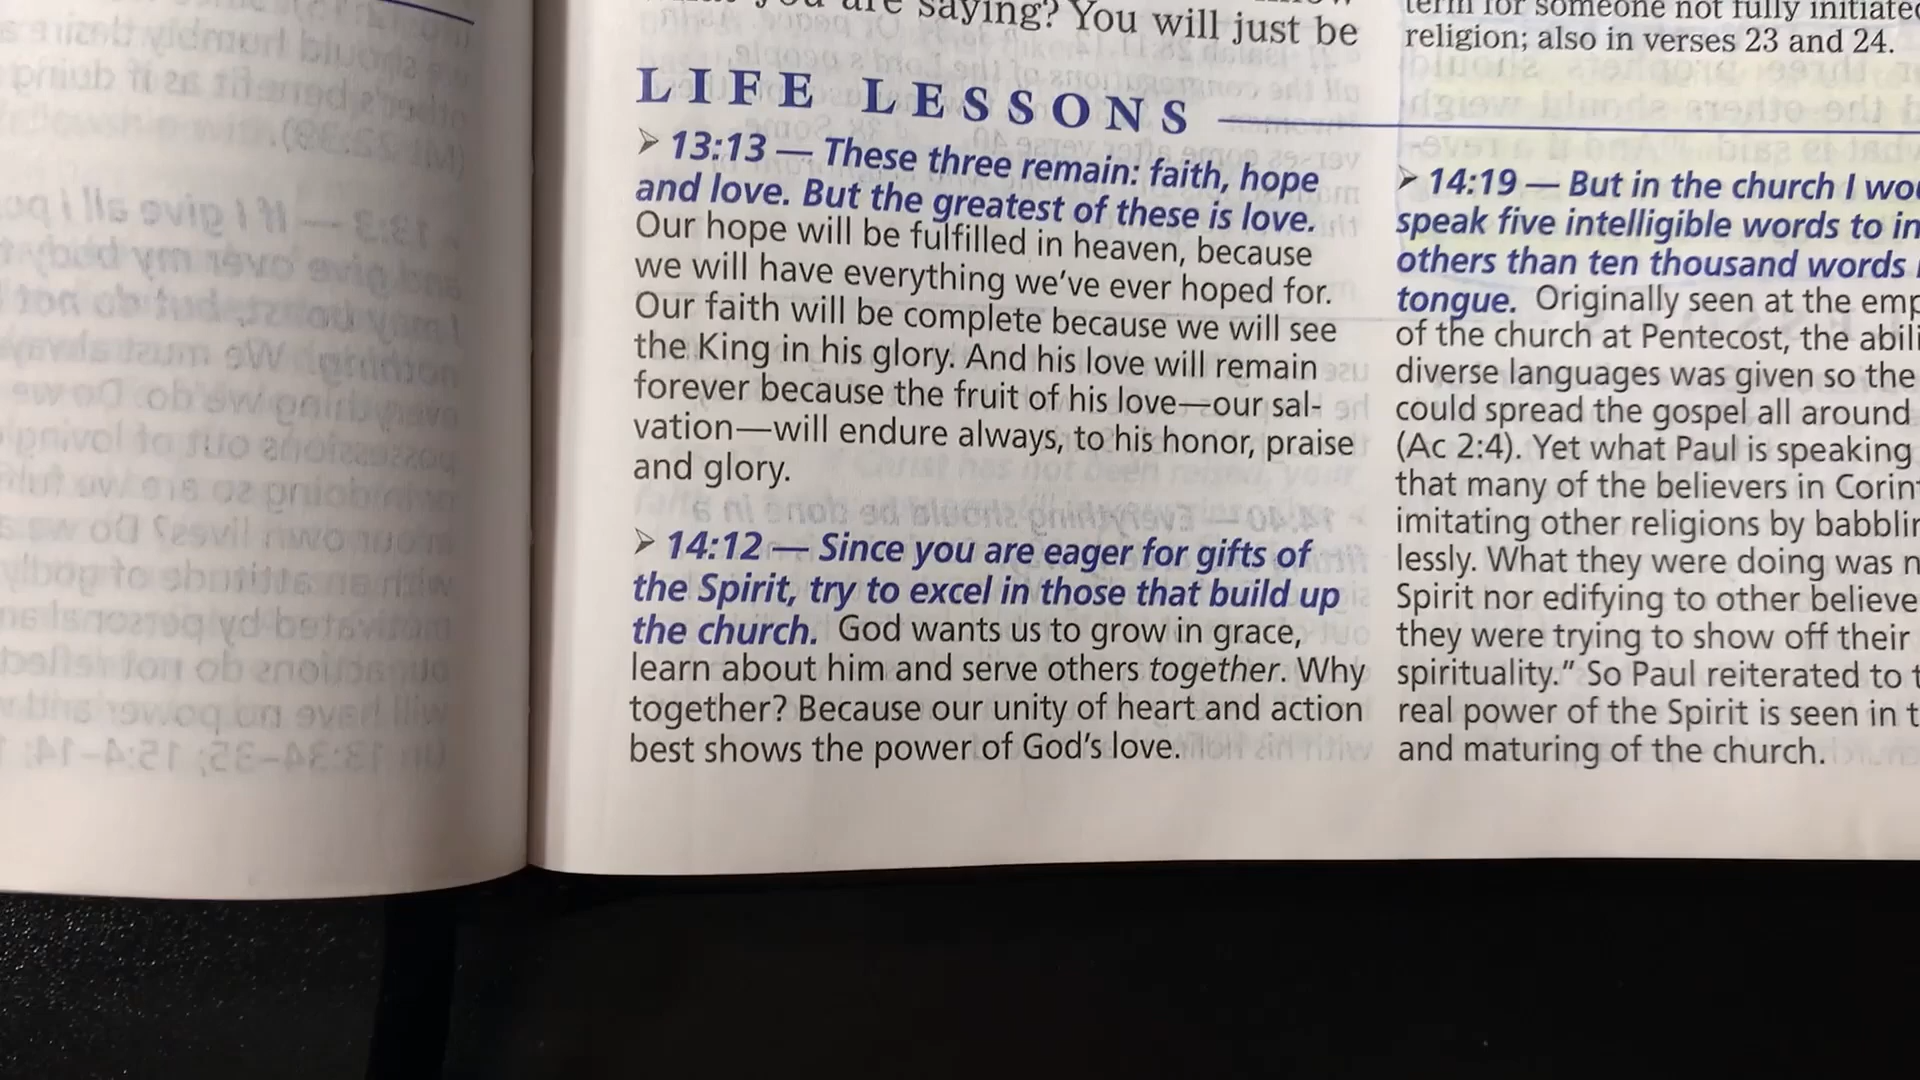 you are saying? You will just be
LIFE LESSONS
➢ 13:13 — These three remain: faith, hope
and love. But the greatest of these is love.
Our hope will be fulfilled in heaven, because
we will have everything we've ever hoped for.
Our faith will be complete because we will see
the King in his glory. And his love will remain
forever because the fruit of his love—our sal-
vation—will endure always, to his honor, praise
and glory.
➢ 14:12 — Since you are eager for gifts of
the Spirit, try to excel in those that build up
the church. God wants us to grow in grace,
learn about him and serve others together. Why
together? Because our unity of heart and action
best shows the power of God's love.
term for someone not fully initiated
religion; also in verses 23 and 24.
➢ 14:19 — But in the church I
speak five intelligible words to
others than ten thousand words
tongue. Originally seen at the
of the church at Pentecost, the
diverse languages was given so the
could spread the gospel all around
(Ac 2:4). Yet what Paul is speaking
that many of the believers in
imitating other religions by
lessly. What they were doing was
Spirit nor edifying to other
they were trying to show off their
spirituality." So Paul reiterated to
real power of the Spirit is seen in
and maturing of the church.